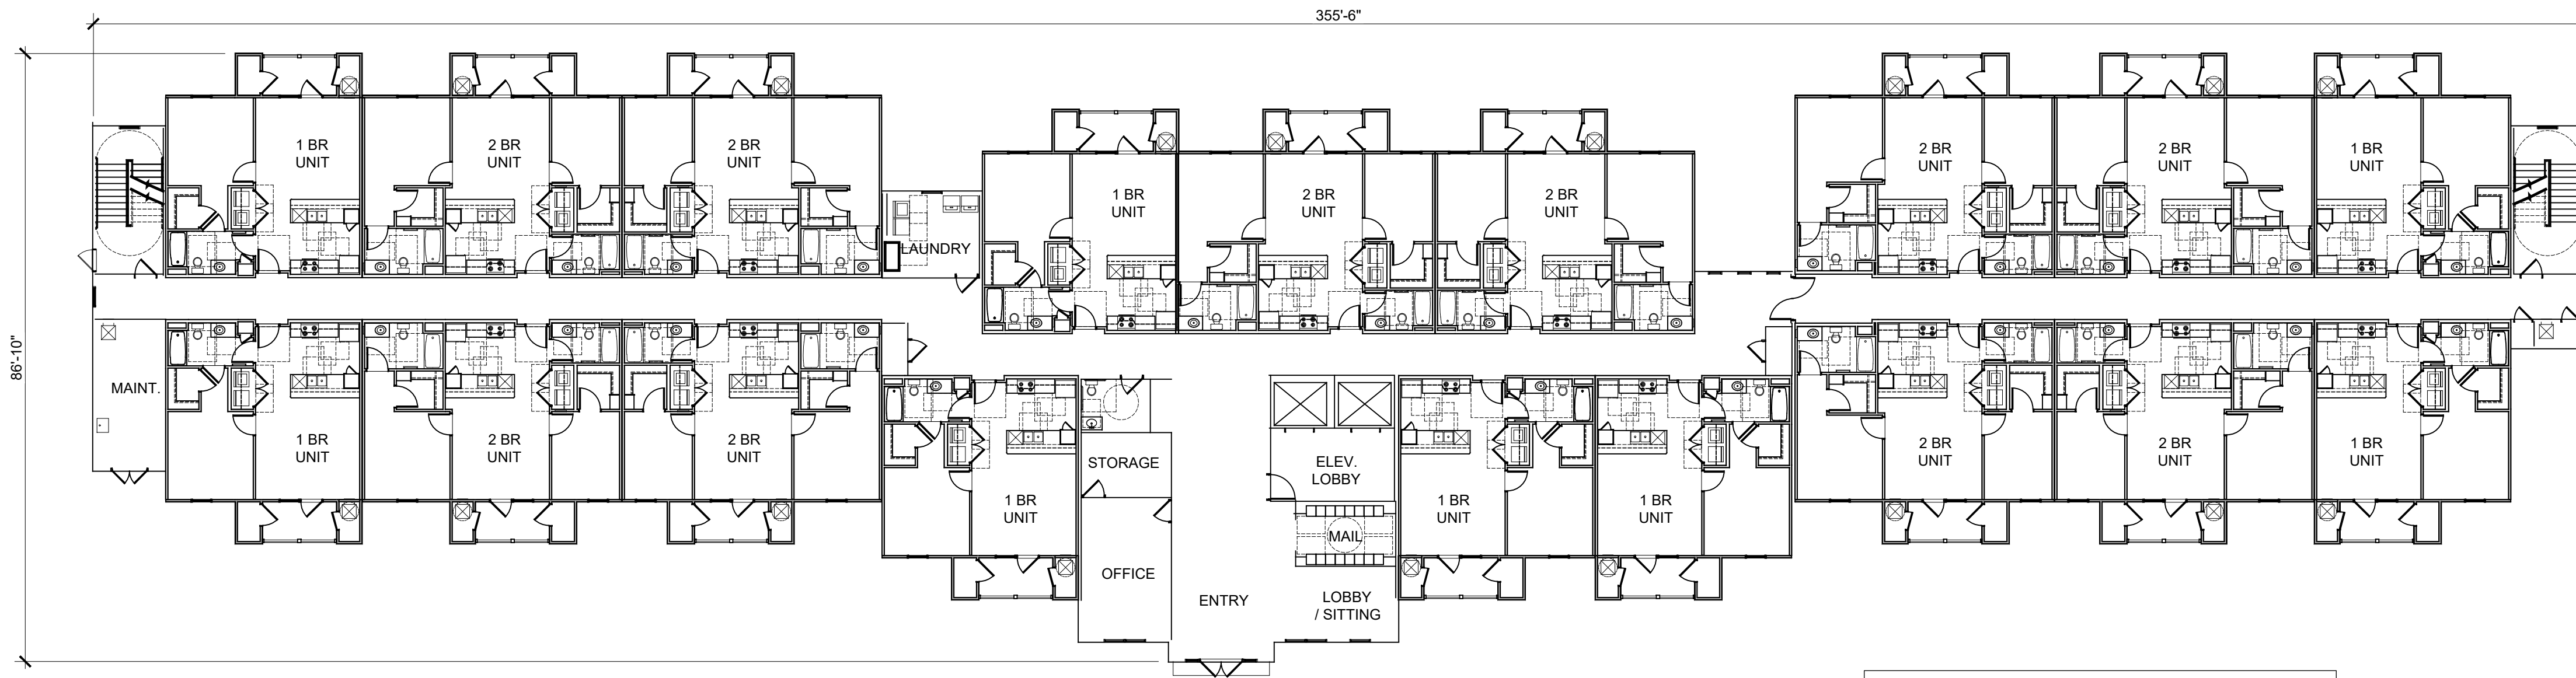 355'-6"
86'-10"
1 BR
UNIT
2 BR
UNIT
2 BR
UNIT
2 BR
UNIT
2 BR
UNIT
1 BR
UNIT
1 BR
UNIT
2 BR
UNIT
2 BR
UNIT
LAUNDRY
MAINT.
1 BR
UNIT
2 BR
UNIT
2 BR
UNIT
2 BR
UNIT
2 BR
UNIT
1 BR
UNIT
STORAGE
ELEV.
LOBBY
1 BR
UNIT
1 BR
UNIT
1 BR
UNIT
MAIL
OFFICE
ENTRY
LOBBY
/ SITTING